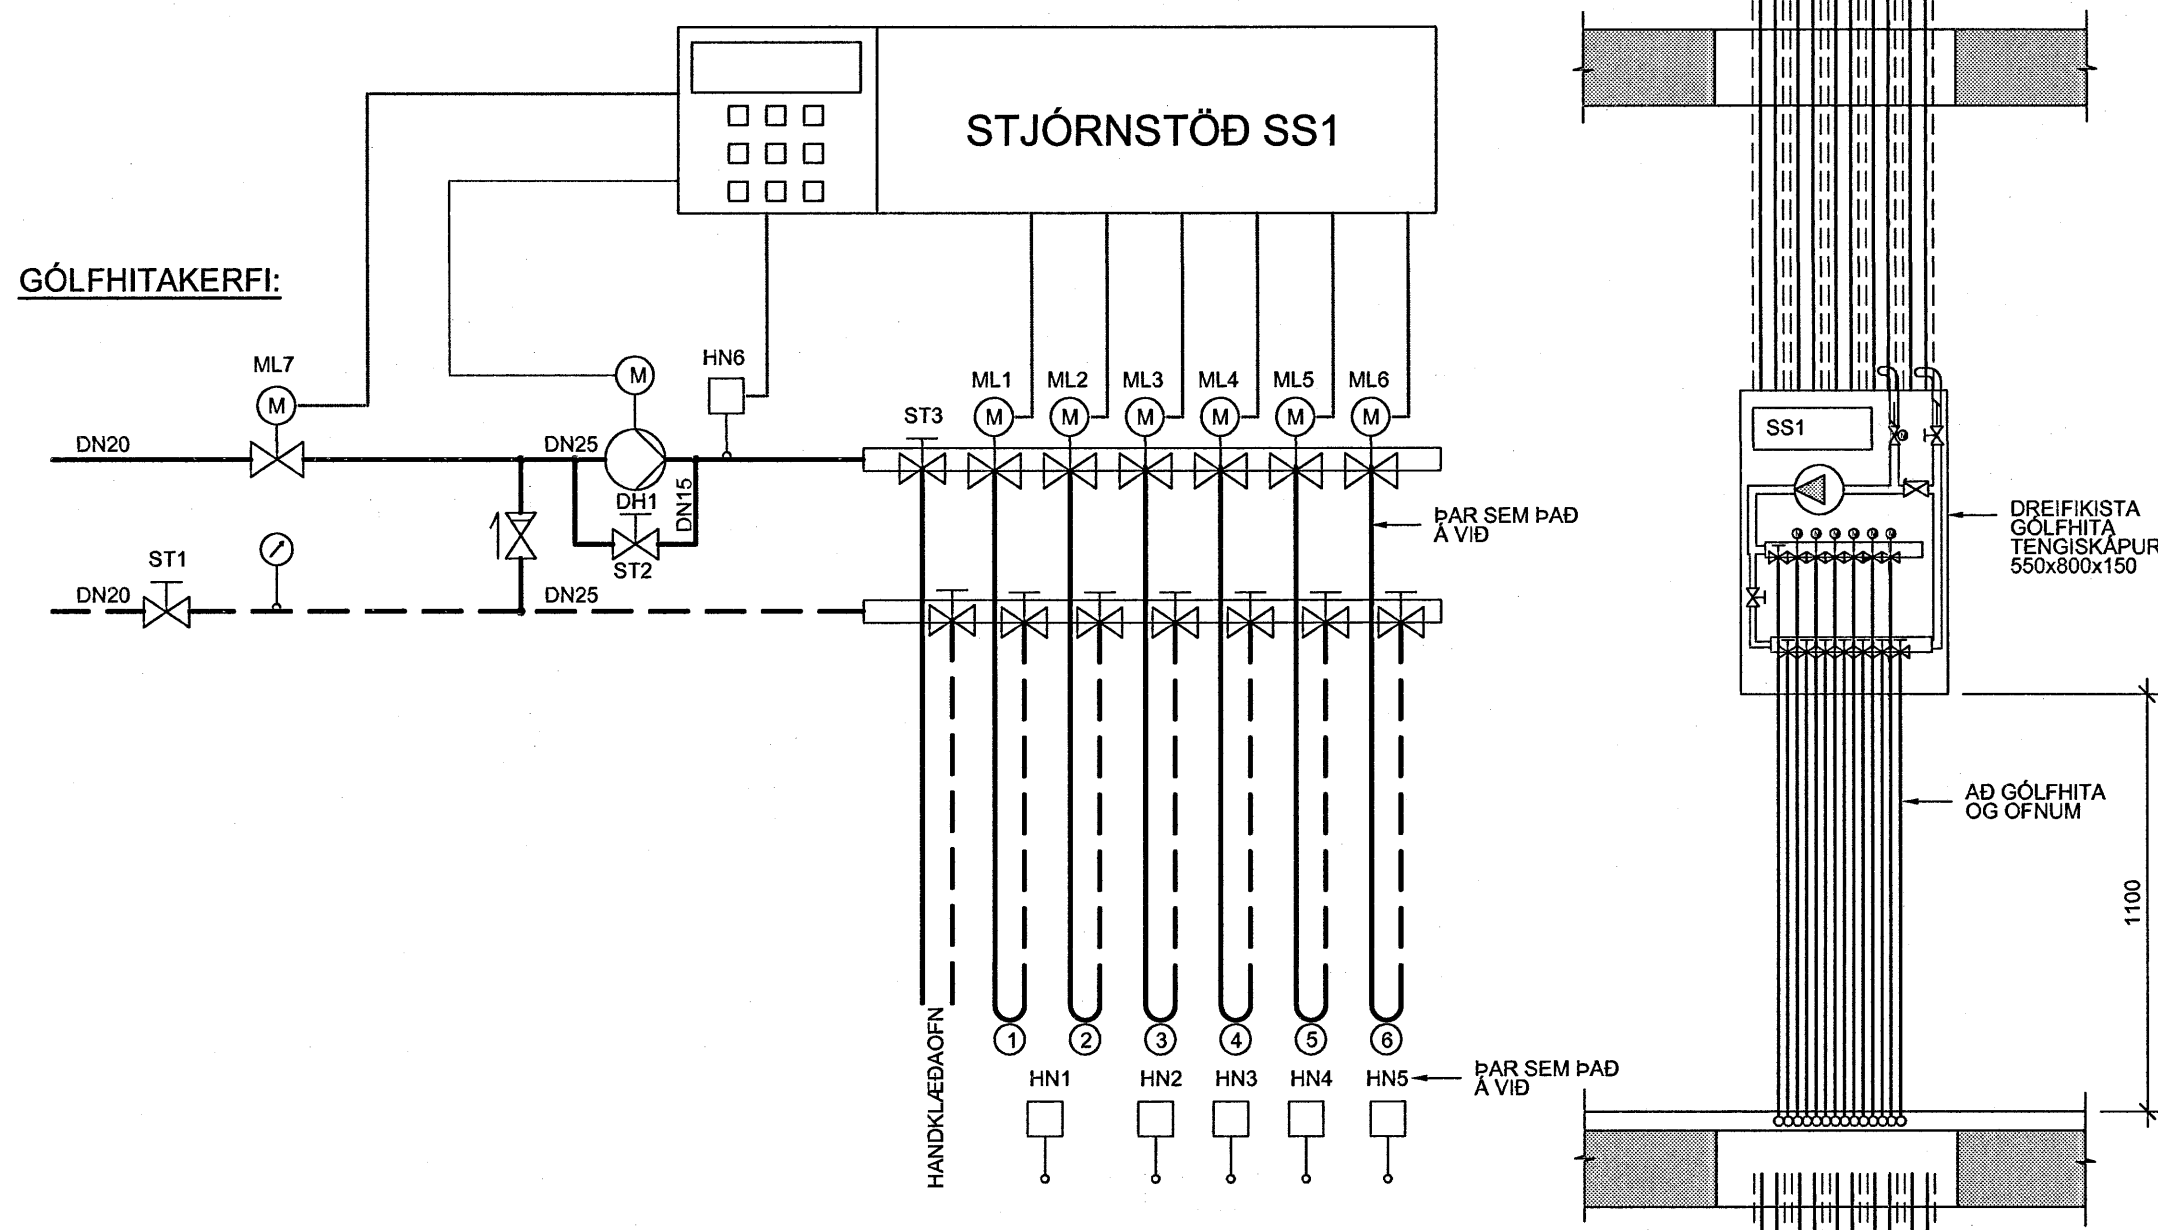 STJÓRNSTÖÐ SS1
GÓLFHITAKERFI:
ML7
M
M
HN6
ML1
ML2
ML3
ML4
ML5
ML6
M
M
M
M
M
M
ST3
DN20
DN25
DH1
DN15
ST2
ST1
DN20
DN25
ÞAR SEM ÞAÐ
Á VIÐ
HANDKLÆÐAOFN
1
2
3
4
5
6
HN1
HN2
HN3
HN4
HN5
ÞAR SEM ÞAÐ
Á VIÐ
SS1
DREIFIKISTA
GÓLFHITA
TENGISKÁPUR
550x800x150
AÐ GÓLFHITA
OG OFNUM
1100